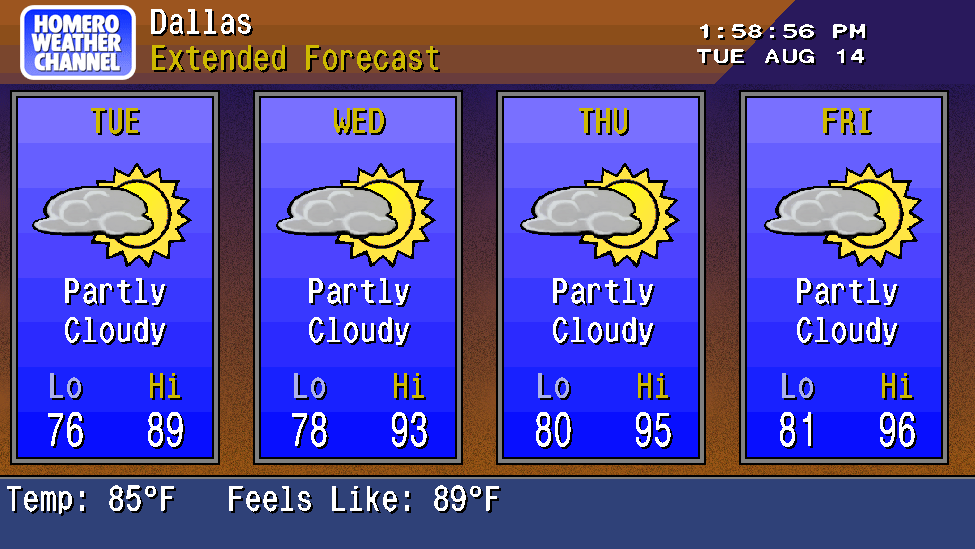 HOMERO
WEATHER
CHANNEL
Dallas
Extended Forecast
1:58:56 PM
TUE AUG 14
TUE
Partly
Cloudy
Lo Hi
76 89
WED
Partly
Cloudy
Lo Hi
78 93
THU
Partly
Cloudy
Lo Hi
80 95
FRI
Partly
Cloudy
Lo Hi
81 96
Temp: 85°F Feels Like: 89°F